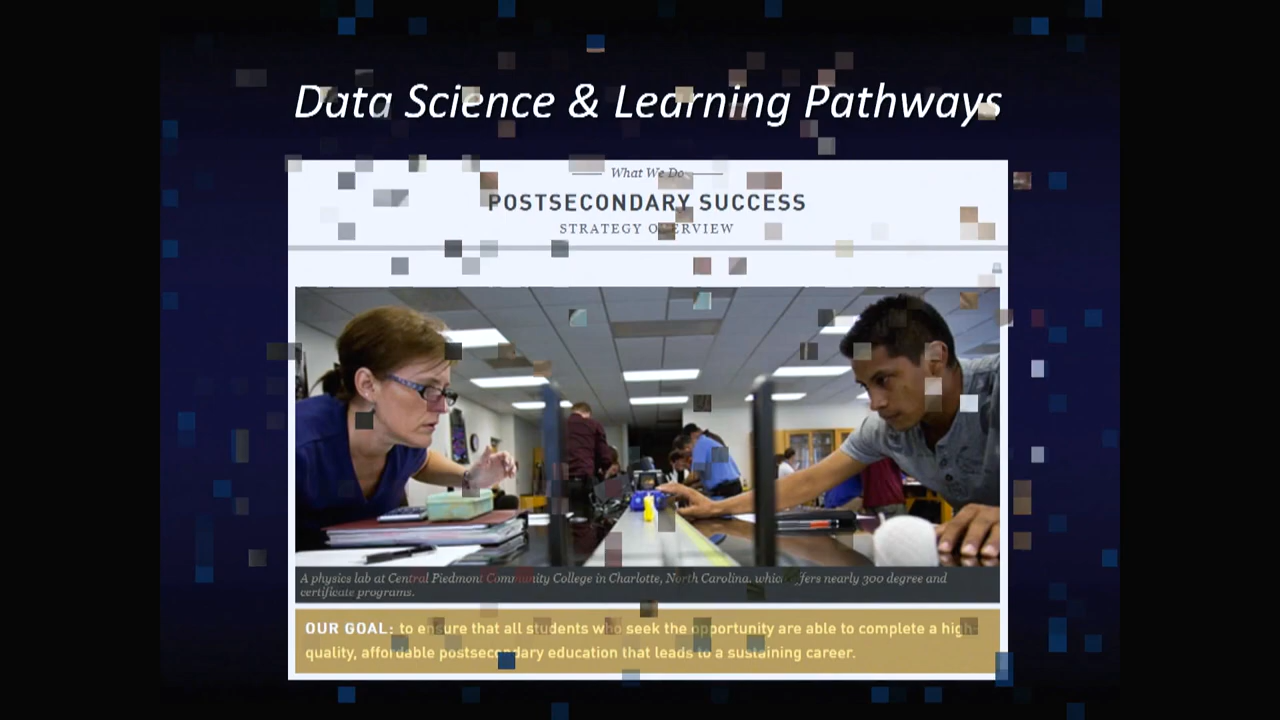 Data Science & Learning Pathways
What We Do
POSTSECONDARY SUCCESS
STRATEGY OVERVIEW
A physics lab at Central Piedmont Community College in Charlotte, North Carolina, which offers nearly 300 degree and
certificate programs.
OUR GOAL: to ensure that all students who seek the opportunity are able to complete a high-
quality, affordable postsecondary education that leads to a sustaining career.